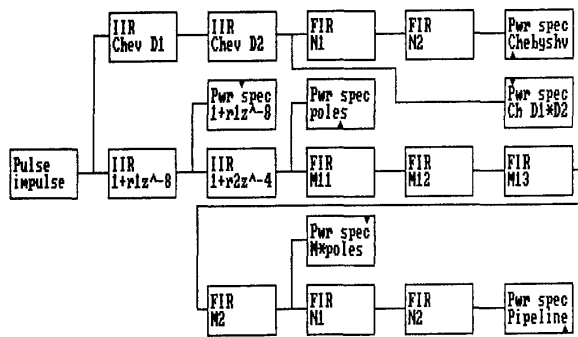 IIR
Chev D1
IIR
Chev D2
FIR
N1
FIR
N2
Pwr spec
Chebyshv
Pwr spec
1+r1z^-8
Pwr spec
poles
Pwr spec
Ch D1*D2
Pulse
impulse
IIR
1+r1z^-8
IIR
1+r2z^-4
FIR
M11
FIR
M12
FIR
M13
Pwr spec
M*poles
FIR
M2
FIR
N1
FIR
N2
Pwr spec
Pipeline